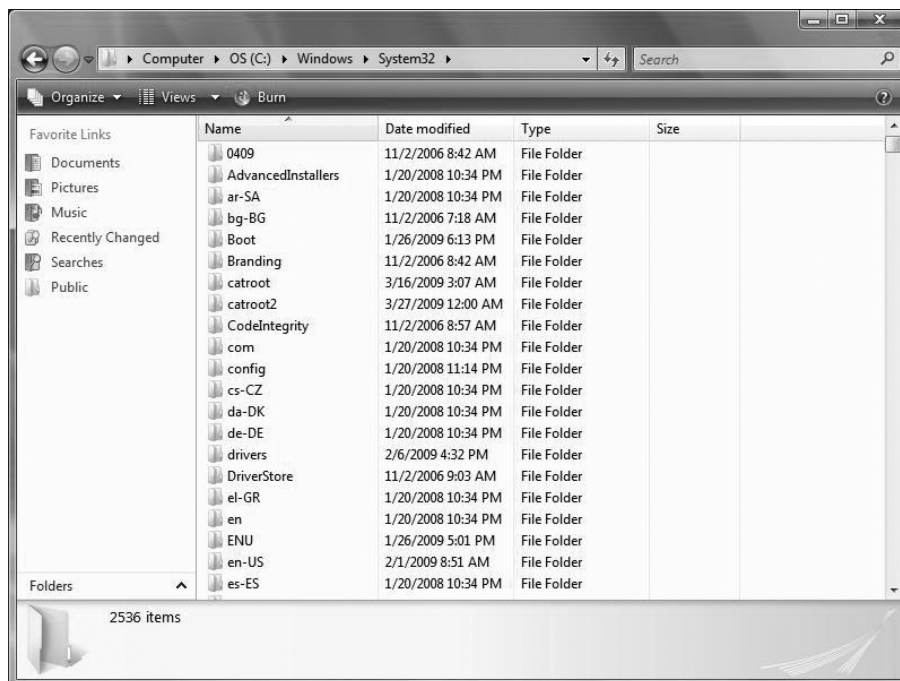 Computer OS (C:) Windows System32 Search
Organize Views Burn
Favorite Links
Documents
Pictures
Music
Recently Changed
Searches
Public
Folders
Name Date modified Type Size
0409 11/2/2006 8:42 AM File Folder
AdvancedInstallers 1/20/2008 10:34 PM File Folder
ar-SA 1/20/2008 10:34 PM File Folder
bg-BG 11/2/2006 7:18 AM File Folder
Boot 1/26/2009 6:13 PM File Folder
Branding 11/2/2006 8:42 AM File Folder
catroot 3/16/2009 3:07 AM File Folder
catroot2 3/27/2009 12:00 AM File Folder
CodeIntegrity 11/2/2006 8:57 AM File Folder
com 1/20/2008 10:34 PM File Folder
config 1/20/2008 11:14 PM File Folder
cs-CZ 1/20/2008 10:34 PM File Folder
da-DK 1/20/2008 10:34 PM File Folder
de-DE 1/20/2008 10:34 PM File Folder
drivers 2/6/2009 4:32 PM File Folder
DriverStore 11/2/2006 9:03 AM File Folder
el-GR 1/20/2008 10:34 PM File Folder
en 1/20/2008 10:34 PM File Folder
ENU 1/26/2009 5:01 PM File Folder
en-US 2/1/2009 8:51 AM File Folder
es-ES 1/20/2008 10:34 PM File Folder
2536 items